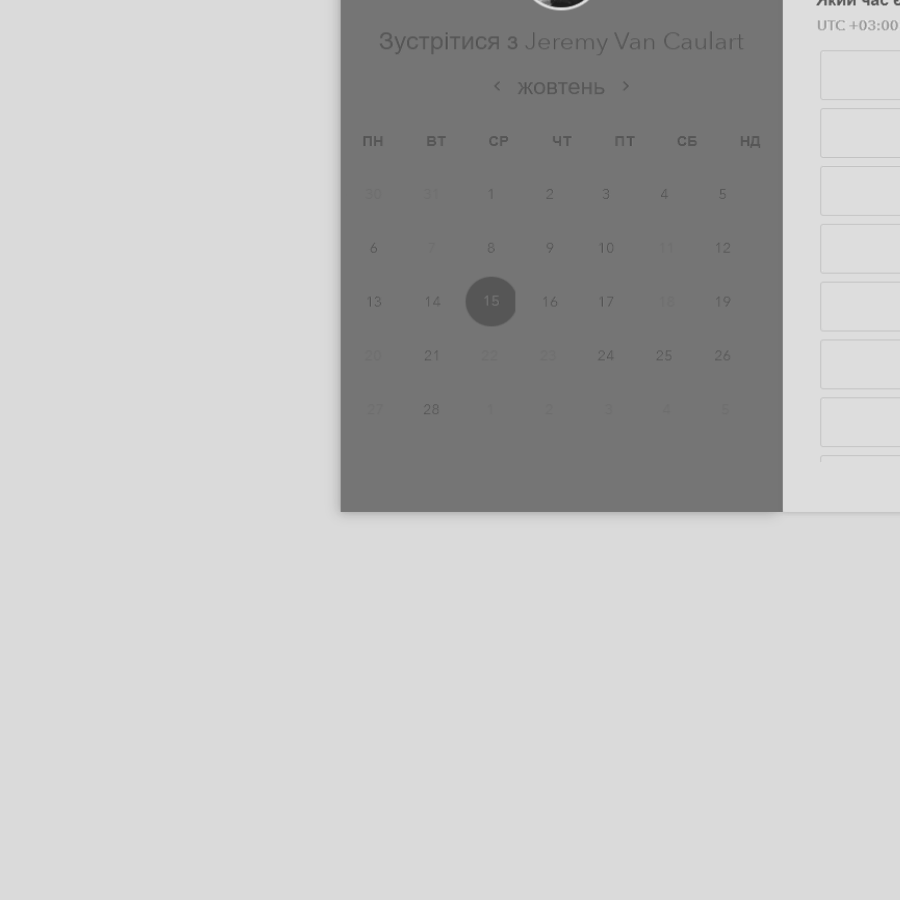 Який час є
UTC +03:00
Зустрітися з Jeremy Van Caulart
‹ жовтень ›
ПН ВТ СР ЧТ ПТ СБ НД
30 31 1 2 3 4 5
6 7 8 9 10 11 12
13 14 15 16 17 18 19
20 21 22 23 24 25 26
27 28 1 2 3 4 5